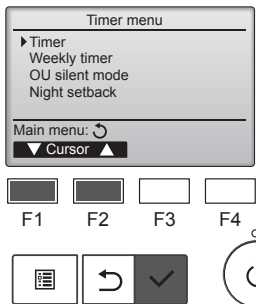 Timer menu
Timer
Weekly timer
OU silent mode
Night setback
Main menu:
Cursor
F1 F2 F3 F4